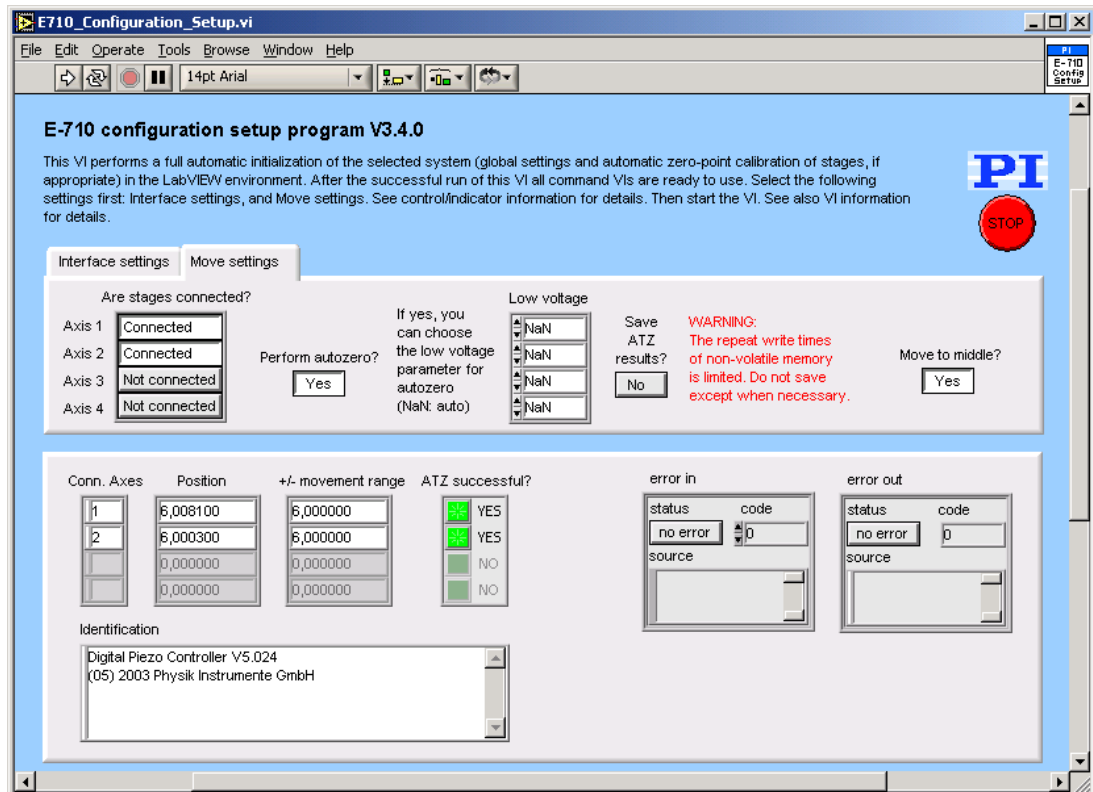 E710_Configuration_Setup.vi
File Edit Operate Tools Browse Window Help
14pt Arial
PI
E-710
Config
Setup
E-710 configuration setup program V3.4.0
This VI performs a full automatic initialization of the selected system (global settings and automatic zero-point calibration of stages, if
appropriate) in the LabVIEW environment. After the successful run of this VI all command VIs are ready to use. Select the following
settings first: Interface settings, and Move settings. See control/indicator information for details. Then start the VI. See also VI information
for details.
PI
STOP
Interface settings Move settings
Are stages connected?
Axis 1 Connected
Axis 2 Connected
Axis 3 Not connected
Axis 4 Not connected
Perform autozero?
Yes
If yes, you
can choose
the low voltage
parameter for
autozero
(NaN: auto)
Low voltage
NaN
NaN
NaN
NaN
Save
ATZ
results?
No
WARNING:
The repeat write times
of non-volatile memory
is limited. Do not save
except when necessary.
Move to middle?
Yes
Conn. Axes Position +/- movement range ATZ successful?
1 6,008100 6,000000 YES
2 6,000300 6,000000 YES
0,000000 0,000000 NO
0,000000 0,000000 NO
Identification
Digital Piezo Controller V5.024
(05) 2003 Physik Instrumente GmbH
error in
status code
no error 0
source
error out
status code
no error 0
source